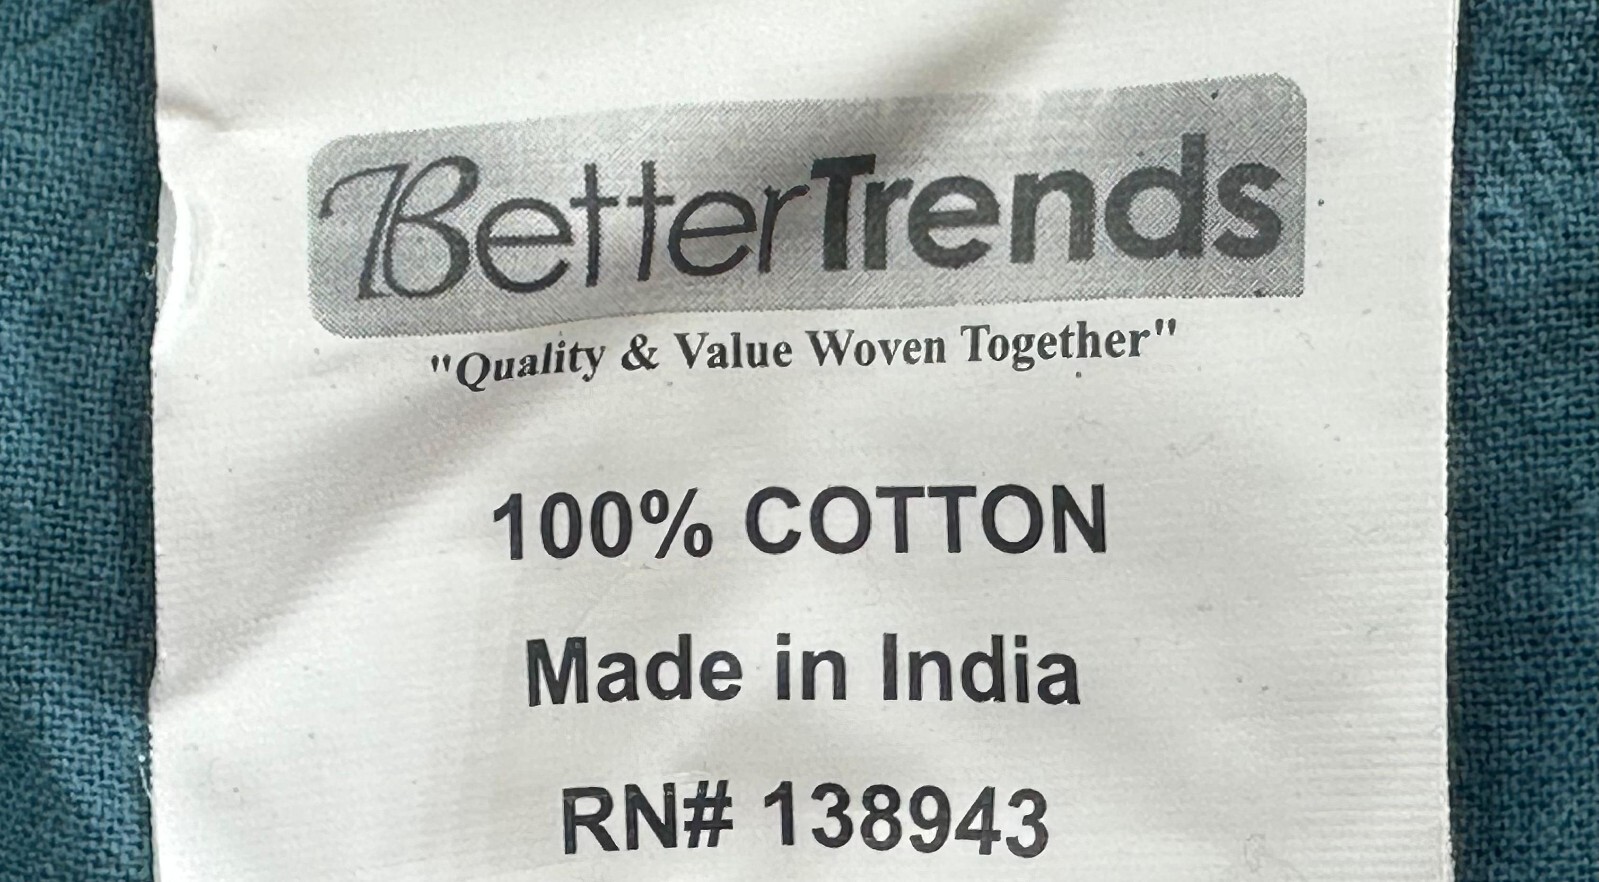 BetterTrends
"Quality & Value Woven Together"
100% COTTON
Made in India
RN# 138943